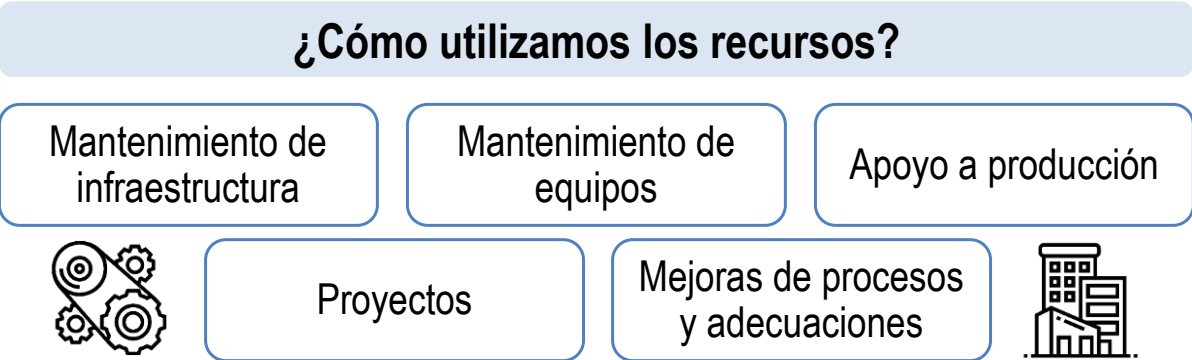 ¿Cómo utilizamos los recursos?
Mantenimiento de
infraestructura
Mantenimiento de
equipos
Apoyo a producción
Proyectos
Mejoras de procesos
y adecuaciones